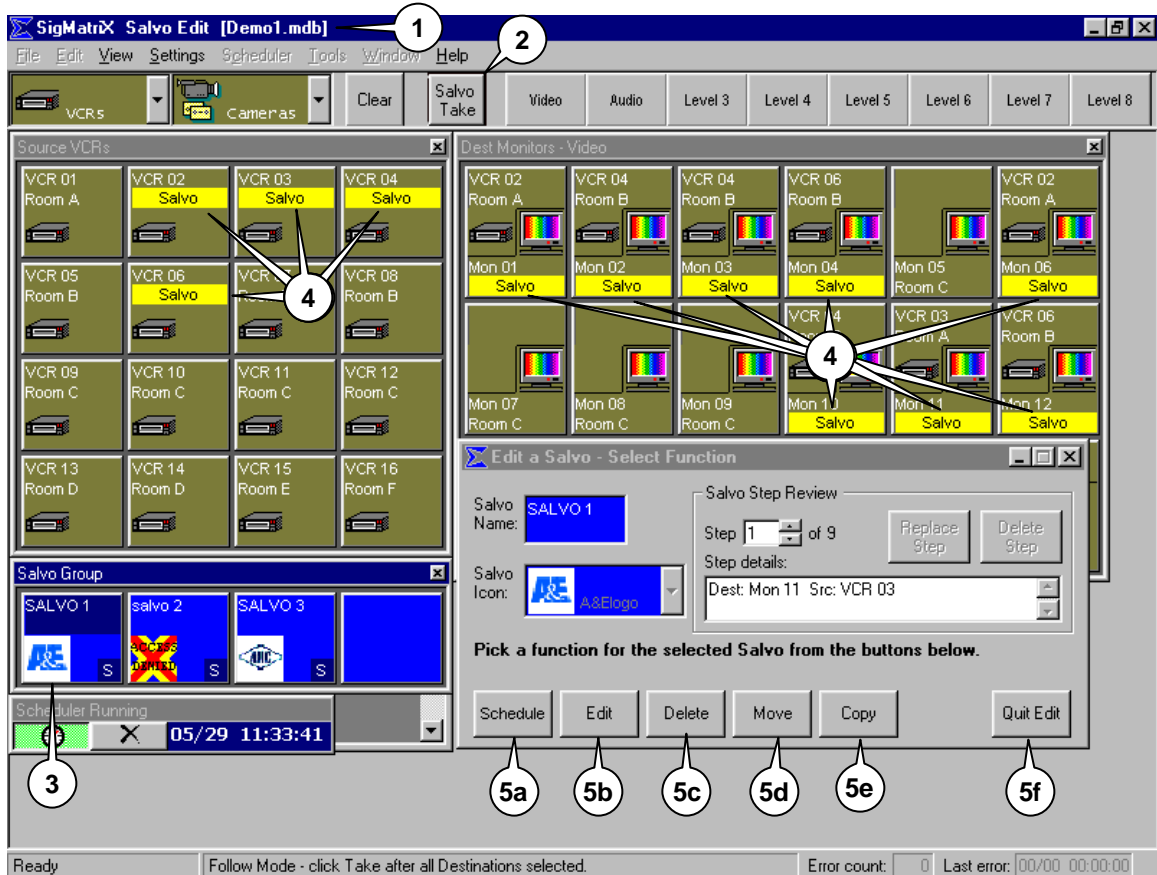 SigMatriX Salvo Edit [Demo1.mdb]
1
2
File Edit View Settings Scheduler Tools Window Help
VCRs
Cameras
Clear
Salvo Take
Video
Audio
Level 3
Level 4
Level 5
Level 6
Level 7
Level 8
Source VCRs
VCR 01 Room A
VCR 02 Salvo
VCR 03 Salvo
VCR 04 Salvo
VCR 05 Room B
VCR 06 Salvo
VCR
VCR 08 Room B
4
VCR 09 Room C
VCR 10 Room C
VCR 11 Room C
VCR 12 Room C
VCR 13 Room D
VCR 14 Room D
VCR 15 Room E
VCR 16 Room F
Dest Monitors - Video
VCR 02 Room A Mon 01 Salvo
VCR 04 Room B Mon 02 Salvo
VCR 04 Room B Mon 03 Salvo
VCR 06 Room B Mon 04 Salvo
Mon 05 Room C
VCR 02 Room A Mon 06 Salvo
Mon 07 Room C
Mon 08 Room C
Mon 09 Room C
VCR Mon 10 Salvo
VCR 03 Room A Mon 11 Salvo
VCR 06 Room B Mon 12 Salvo
4
Salvo Group
SALVO 1
A&E
S
salvo 2
ACCESS DENIED
S
SALVO 3
S
3
Scheduler Running
05/29 11:33:41
Edit a Salvo - Select Function
Salvo Name:
SALVO 1
Salvo Icon:
A&E
A&Elogo
Salvo Step Review
Step 1 of 9
Replace Step
Delete Step
Step details:
Dest: Mon 11 Src: VCR 03
Pick a function for the selected Salvo from the buttons below.
Schedule
Edit
Delete
Move
Copy
Quit Edit
5a
5b
5c
5d
5e
5f
Ready
Follow Mode - click Take after all Destinations selected.
Error count: 0
Last error: 00/00 00:00:00